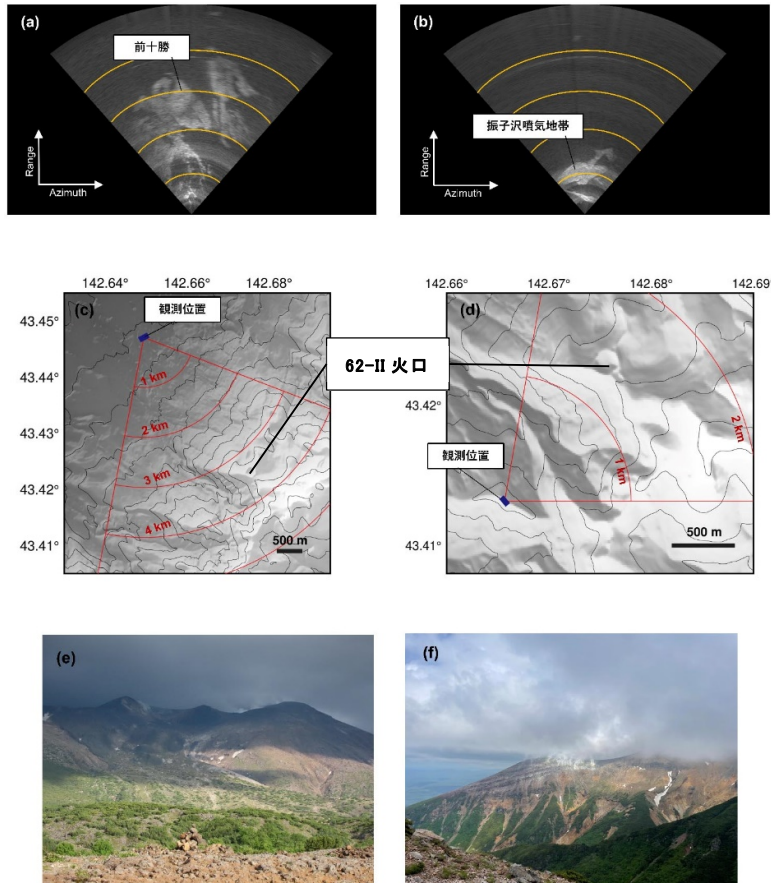 (a)
前十勝
Range
Azimuth
(b)
振子沢噴気地帯
Range
Azimuth
142.64° 142.66° 142.68°
(c)
観測位置
43.45°
43.44°
43.43°
43.42°
43.41°
1 km
2 km
3 km
4 km
500 m
62-II 火口
142.66° 142.67° 142.68° 142.69°
(d)
43.42°
43.41°
観測位置
1 km
2 km
500 m
(e)
(f)